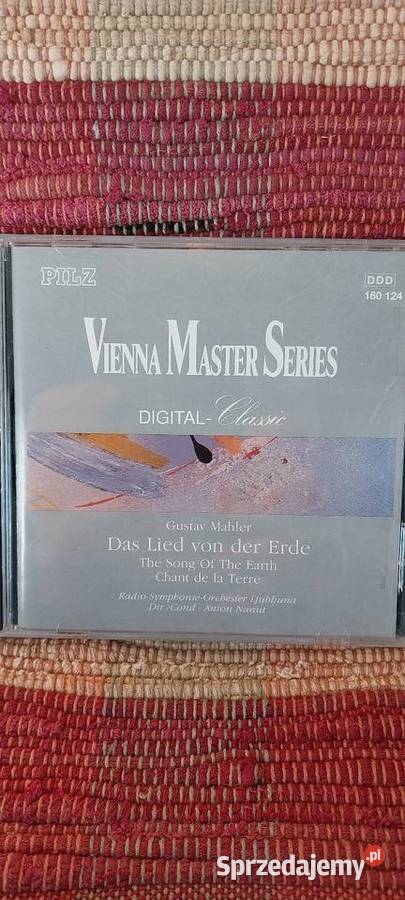 PILZ
DDD
160 124
VIENNA MASTER SERIES
DIGITAL-Classic
Gustav Mahler
Das Lied von der Erde
The Song Of The Earth
Chant de la Terre
Radio-Symphonie-Orchester Ljubljana
Dir./Cond.: Anton Nanut
Sprzedajemy.pl